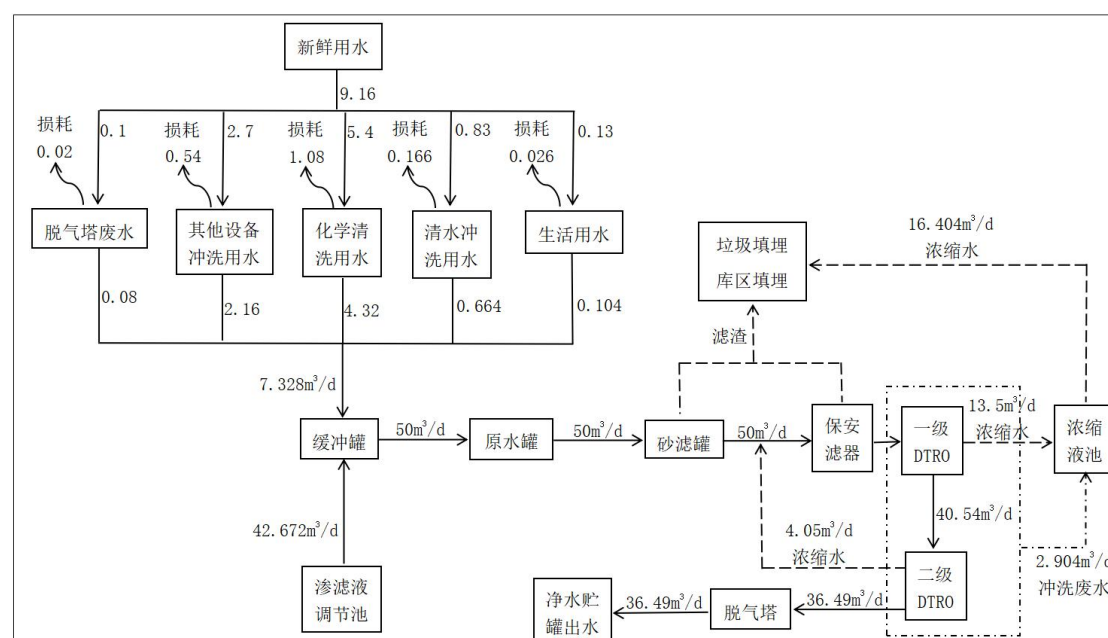 新鲜用水
9.16
损耗
0.02
0.1
损耗
0.54
2.7
损耗
1.08
5.4
损耗
0.166
0.83
损耗
0.026
0.13
脱气塔废水
其他设备
冲洗用水
化学清
洗用水
清水冲
洗用水
生活用水
0.08
2.16
4.32
0.664
0.104
垃圾填埋
库区填埋
16.404m³/d
浓缩水
滤渣
7.328m³/d
缓冲罐
50m³/d
原水罐
50m³/d
砂滤罐
50m³/d
保安
滤器
一级
DTRO
13.5m³/d
浓缩水
浓缩
液池
42.672m³/d
渗滤液
调节池
4.05m³/d
浓缩水
40.54m³/d
二级
DTRO
2.904m³/d
冲洗废水
净水贮
罐出水
36.49m³/d
脱气塔
36.49m³/d